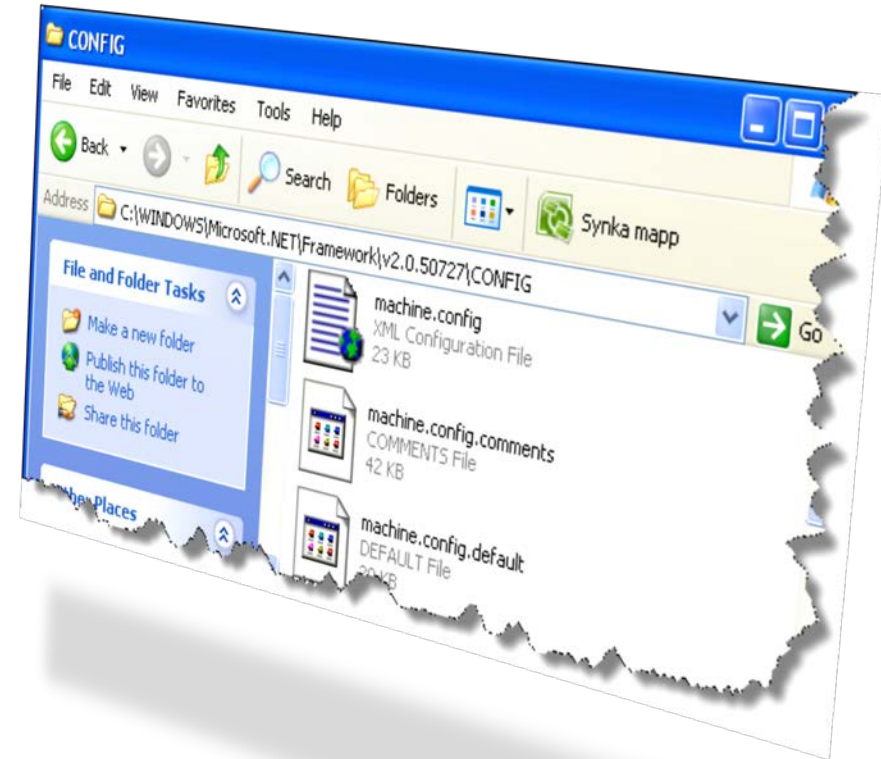 CONFIG
File Edit View Favorites Tools Help
Back Search Folders Synka mapp
Address C:\WINDOWS\Microsoft.NET\Framework\v2.0.50727\CONFIG Go
File and Folder Tasks
Make a new folder
Publish this folder to
the Web
Share this folder
Other Places
machine.config
XML Configuration File
23 KB
machine.config.comments
COMMENTS File
42 KB
machine.config.default
DEFAULT File
KB